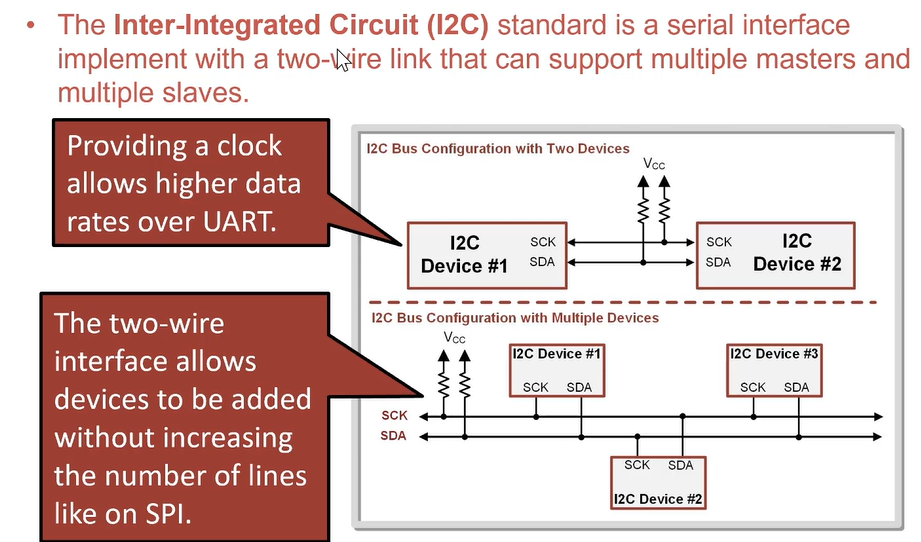 • The Inter-Integrated Circuit (I2C) standard is a serial interface
implement with a two-wire link that can support multiple masters and
multiple slaves.
Providing a clock
allows higher data
rates over UART.
I2C Bus Configuration with Two Devices
VCC
I2C
Device #1
SCK
SDA
SCK
SDA
I2C
Device #2
The two-wire
interface allows
devices to be added
without increasing
the number of lines
like on SPI.
I2C Bus Configuration with Multiple Devices
VCC
I2C Device #1
SCK SDA
I2C Device #3
SCK SDA
SCK
SDA
SCK SDA
I2C Device #2